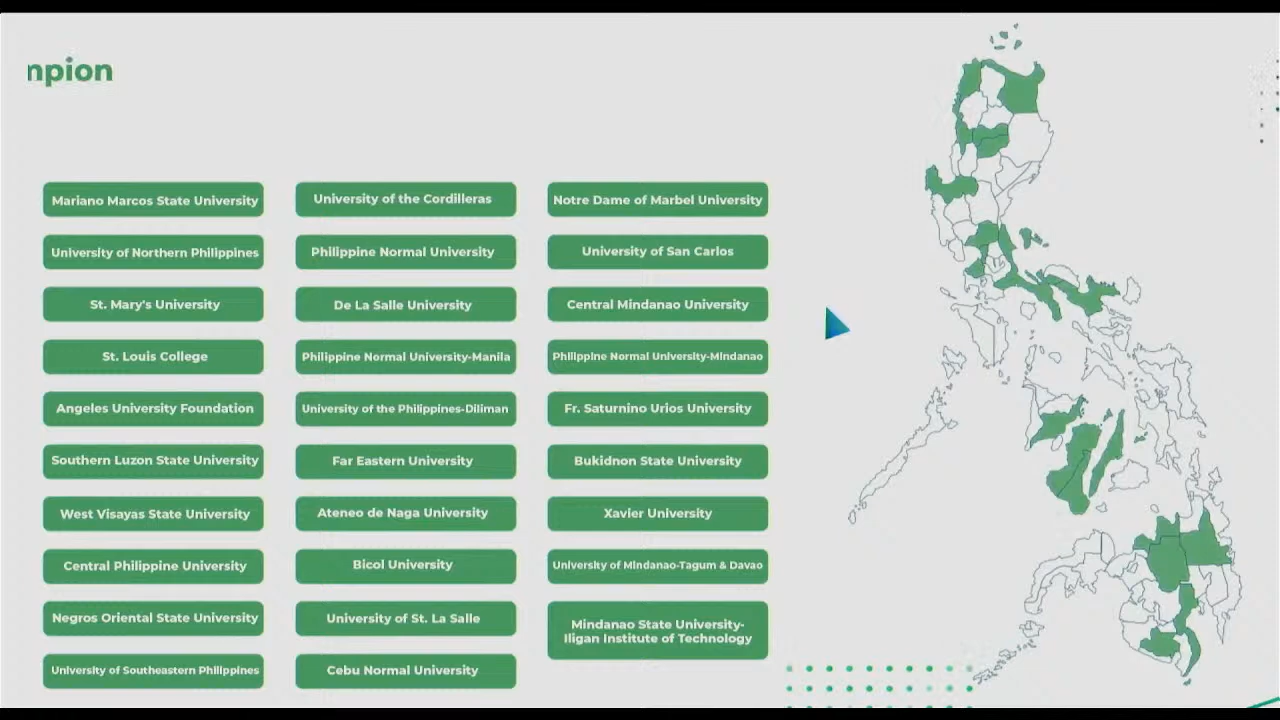 npion
Mariano Marcos State University
University of Northern Philippines
St. Mary's University
St. Louis College
Angeles University Foundation
Southern Luzon State University
West Visayas State University
Central Philippine University
Negros Oriental State University
University of Southeastern Philippines
University of the Cordilleras
Philippine Normal University
De La Salle University
Philippine Normal University-Manila
University of the Philippines-Diliman
Far Eastern University
Ateneo de Naga University
Bicol University
University of St. La Salle
Cebu Normal University
Notre Dame of Marbel University
University of San Carlos
Central Mindanao University
Philippine Normal University-Mindanao
Fr. Saturnino Urios University
Bukidnon State University
Xavier University
University of Mindanao-Tagum & Davao
Mindanao State University-
Iligan Institute of Technology